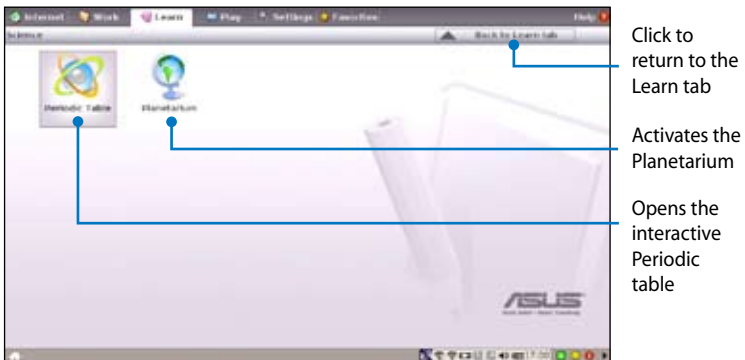 Internet Work Learn Play Settings Favorites Help
Science Back to Learn tab
Periodic Table Planetarium
Click to
return to the
Learn tab
Activates the
Planetarium
Opens the
interactive
Periodic
table
ASUS